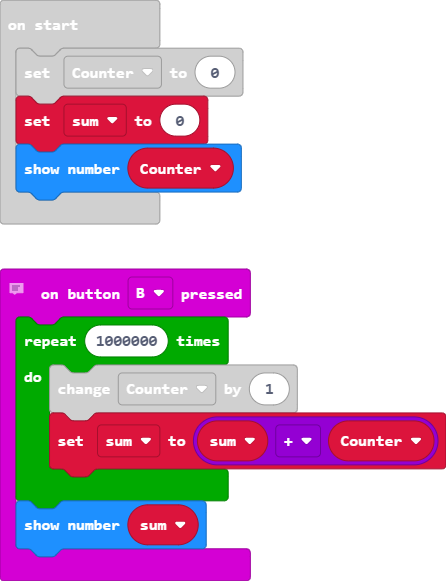 on start
set Counter to 0
set sum to 0
show number Counter
on button B pressed
repeat 1000000 times
do
change Counter by 1
set sum to sum + Counter
show number sum